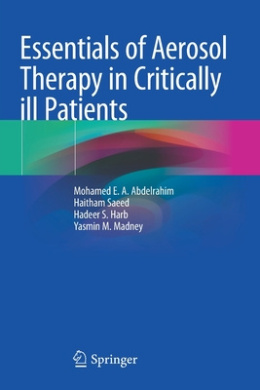 Essentials of Aerosol
Therapy in Critically
ill Patients
Mohamed E. A. Abdelrahim
Haitham Saeed
Hadeer S. Harb
Yasmin M. Madney
Springer